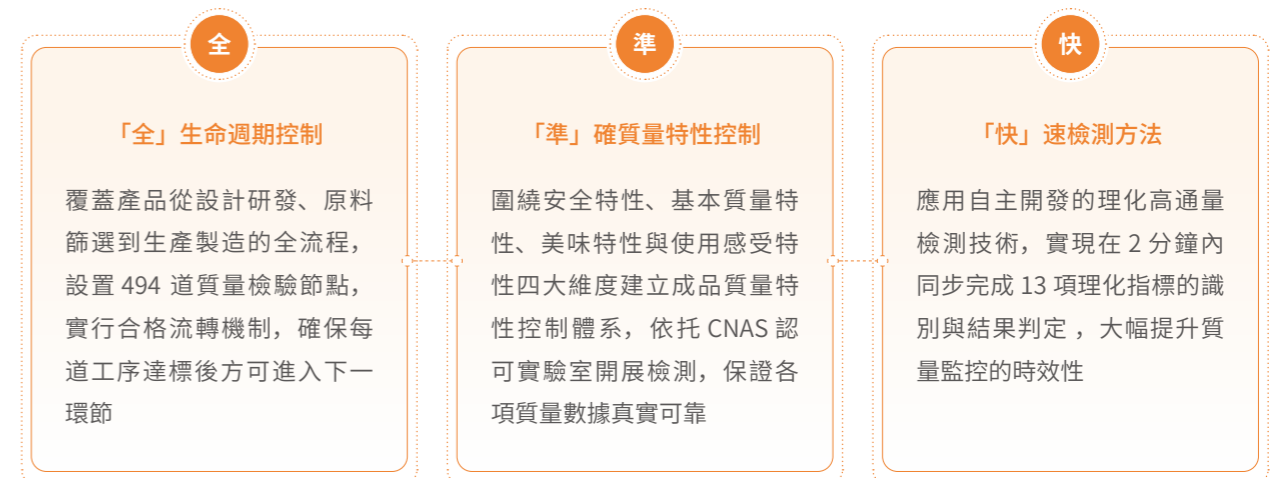 全
「全」生命週期控制
覆蓋產品從設計研發、原料
篩選到生產製造的全流程，
設置 494 道質量檢驗節點，
實行合格流轉機制，確保每
道工序達標後方可進入下一
環節
準
「準」確質量特性控制
圍繞安全特性、基本質量特
性、美味特性與使用感受特
性四大維度建立成品質量特
性控制體系，依托 CNAS 認
可實驗室開展檢測，保證各
項質量數據真實可靠
快
「快」速檢測方法
應用自主開發的理化高通量
檢測技術，實現在 2 分鐘內
同步完成 13 項理化指標的識
別與結果判定 ，大幅提升質
量監控的時效性